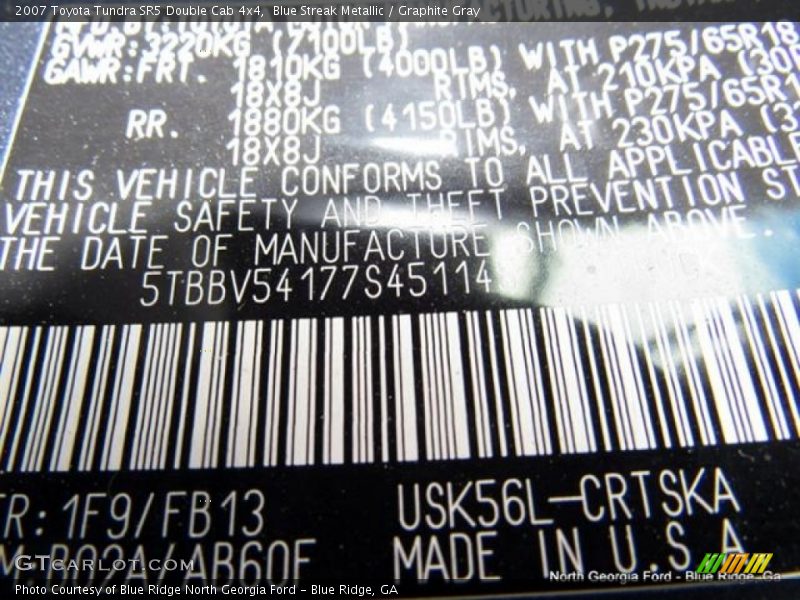 2007 Toyota Tundra SR5 Double Cab 4x4, Blue Streak Metallic / Graphite Gray
GVWR:3220KG (7100LB)
GAWR:FRT. 1810KG (4000LB) WITH P275/65R18
18X8J RIMS, AT 210KPA (30
RR. 1880KG (4150LB) WITH P275/65R1
18X8J RIMS, AT 230KPA (3
THIS VEHICLE CONFORMS TO ALL APPLICABLE
VEHICLE SAFETY AND THEFT PREVENTION ST
THE DATE OF MANUFACTURE SHOWN ABOVE.
5TBBV54177S45114
TR:1F9/FB13 USK56L-CRTSKA
B02A/AB60F MADE IN U.S.A
GTCarLot.com
North Georgia Ford - Blue Ridge, Ga
Photo Courtesy of Blue Ridge North Georgia Ford - Blue Ridge, GA